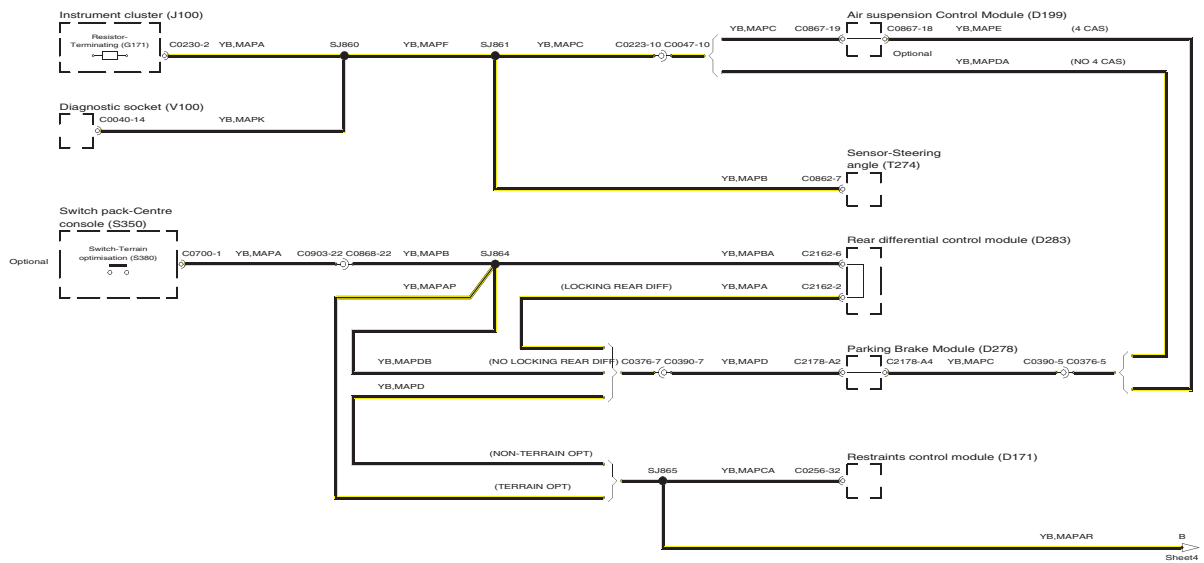 Instrument cluster (J100)
Resistor-
Terminating (G171)
C0230-2 YB,MAPA SJ860 YB,MAPF SJ861 YB,MAPC C0223-10 C0047-10
Air suspension Control Module (D199)
YB,MAPC C0867-19 C0867-18 YB,MAPE (4 CAS)
Optional
YB,MAPDA (NO 4 CAS)
Diagnostic socket (V100)
C0040-14 YB,MAPK
Sensor-Steering
angle (T274)
YB,MAPB C0862-7
Switch pack-Centre
console (S350)
Optional
Switch-Terrain
optimisation (S380)
C0700-1 YB,MAPA C0903-22 C0868-22 YB,MAPB SJ864 YB,MAPBA C2162-6
Rear differential control module (D283)
YB,MAPAP (LOCKING REAR DIFF) YB,MAPA C2162-2
Parking Brake Module (D278)
YB,MAPDB (NO LOCKING REAR DIFF) C0376-7 C0390-7 YB,MAPD C2178-A2 C2178-A4 YB,MAPC C0390-5 C0376-5
YB,MAPD
(NON-TERRAIN OPT)
(TERRAIN OPT)
Restraints control module (D171)
SJ865 YB,MAPCA C0256-32
YB,MAPAR B
Sheet4